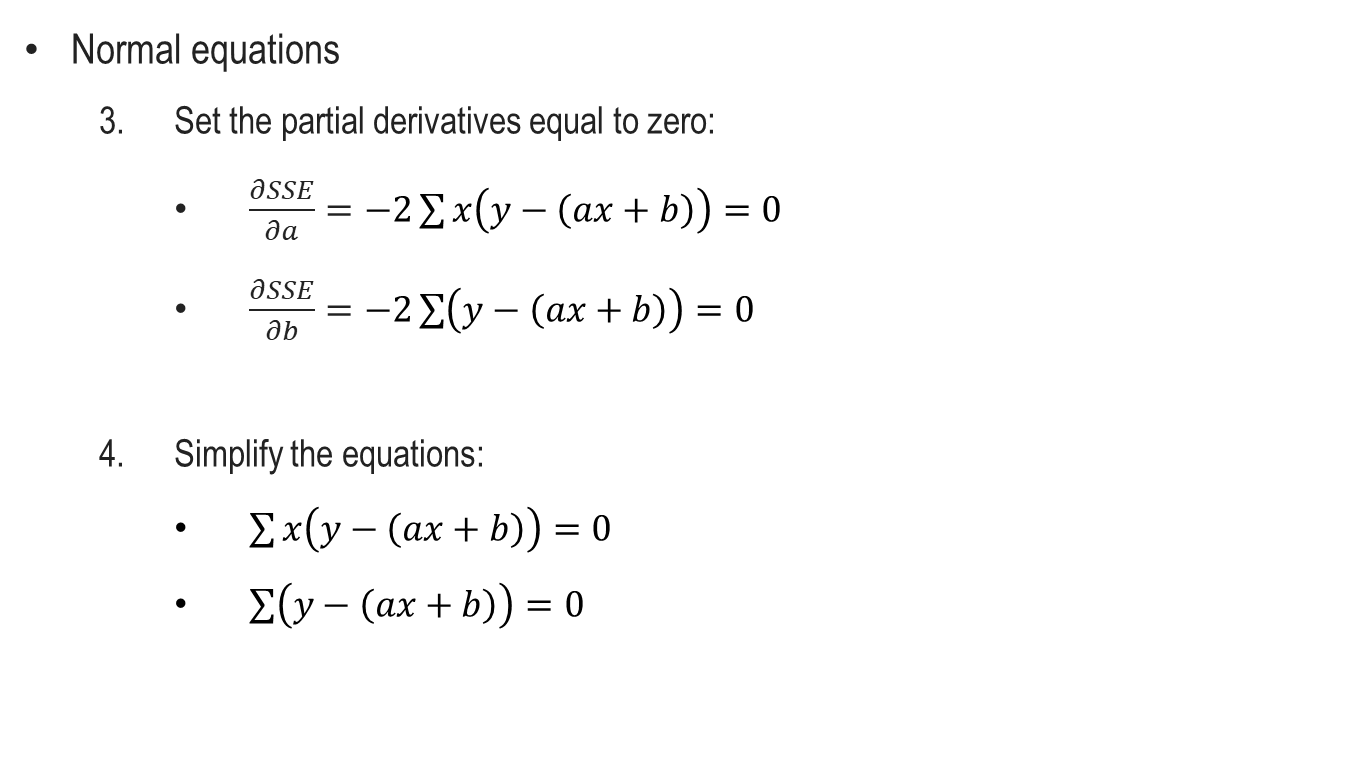 • Normal equations
3. Set the partial derivatives equal to zero:
• ∂SSE/∂a = −2 ∑ x(y − (ax + b)) = 0
• ∂SSE/∂b = −2 ∑(y − (ax + b)) = 0
4. Simplify the equations:
• ∑ x(y − (ax + b)) = 0
• ∑(y − (ax + b)) = 0